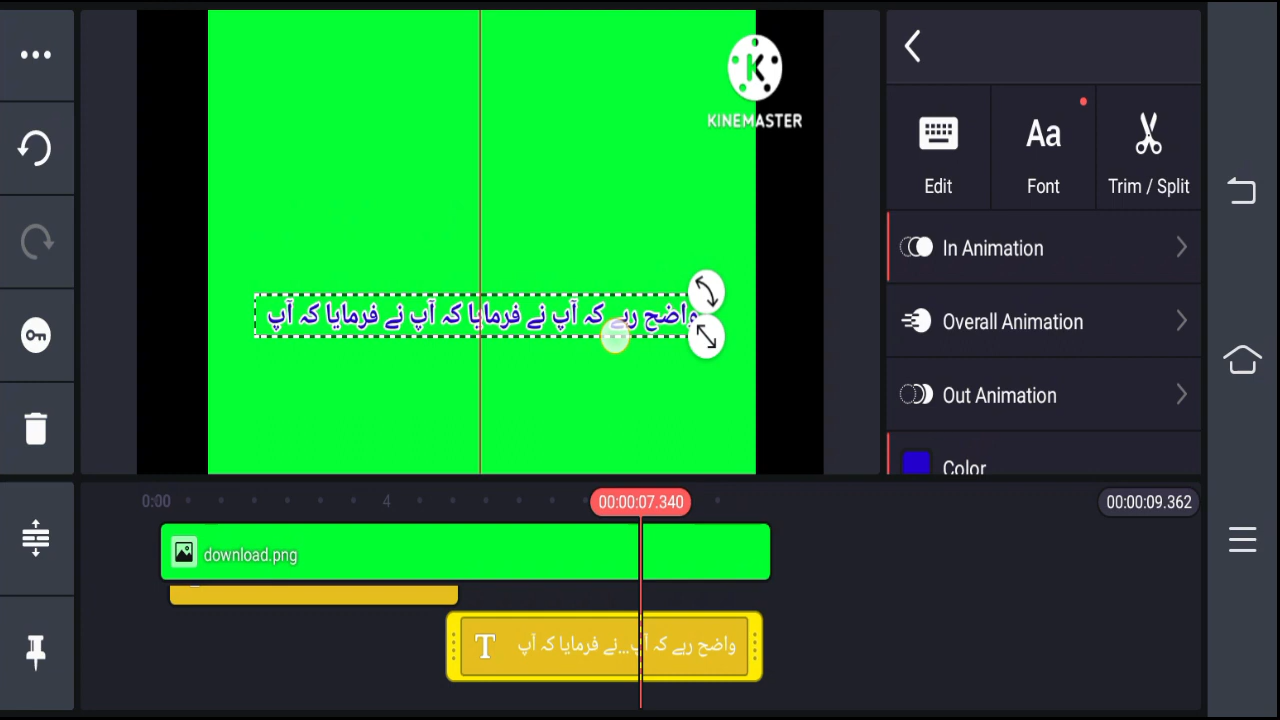 KINEMASTER
واضح رہے کہ آپ نے فرمایا کہ آپ نے فرمایا کہ آپ
Edit
Font
Aa
Trim / Split
In Animation
Overall Animation
Out Animation
Color
0:00
4
00:00:07.340
00:00:09.362
download.png
T
واضح رہے کہ آپ...نے فرمایا کہ آپ